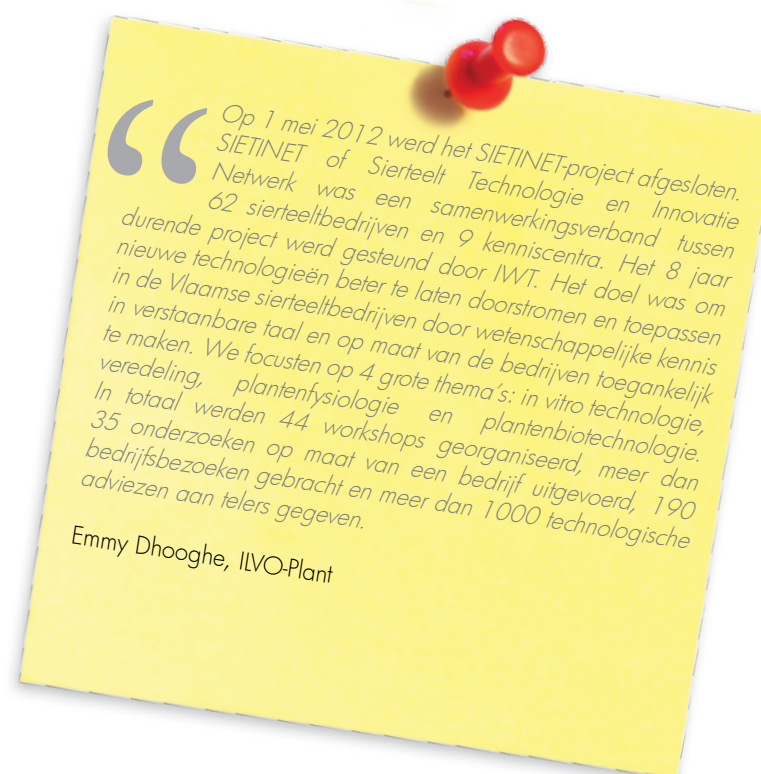 “ Op 1 mei 2012 werd het SIETINET-project afgesloten.
SIETINET of Sierteelt Technologie en Innovatie
Netwerk was een samenwerkingsverband tussen
62 sierteeltbedrijven en 9 kenniscentra. Het 8 jaar
durende project werd gesteund door IWT. Het doel was om
nieuwe technologieën beter te laten doorstromen en toepassen
in de Vlaamse sierteeltbedrijven door wetenschappelijke kennis
in verstaanbare taal en op maat van de bedrijven toegankelijk
te maken. We focusten op 4 grote thema's: in vitro technologie,
veredeling, plantenfysiologie en plantenbiotechnologie.
In totaal werden 44 workshops georganiseerd, meer dan
35 onderzoeken op maat van een bedrijf uitgevoerd, 190
bedrijfsbezoeken gebracht en meer dan 1000 technologische
adviezen aan telers gegeven.
Emmy Dhooghe, ILVO-Plant